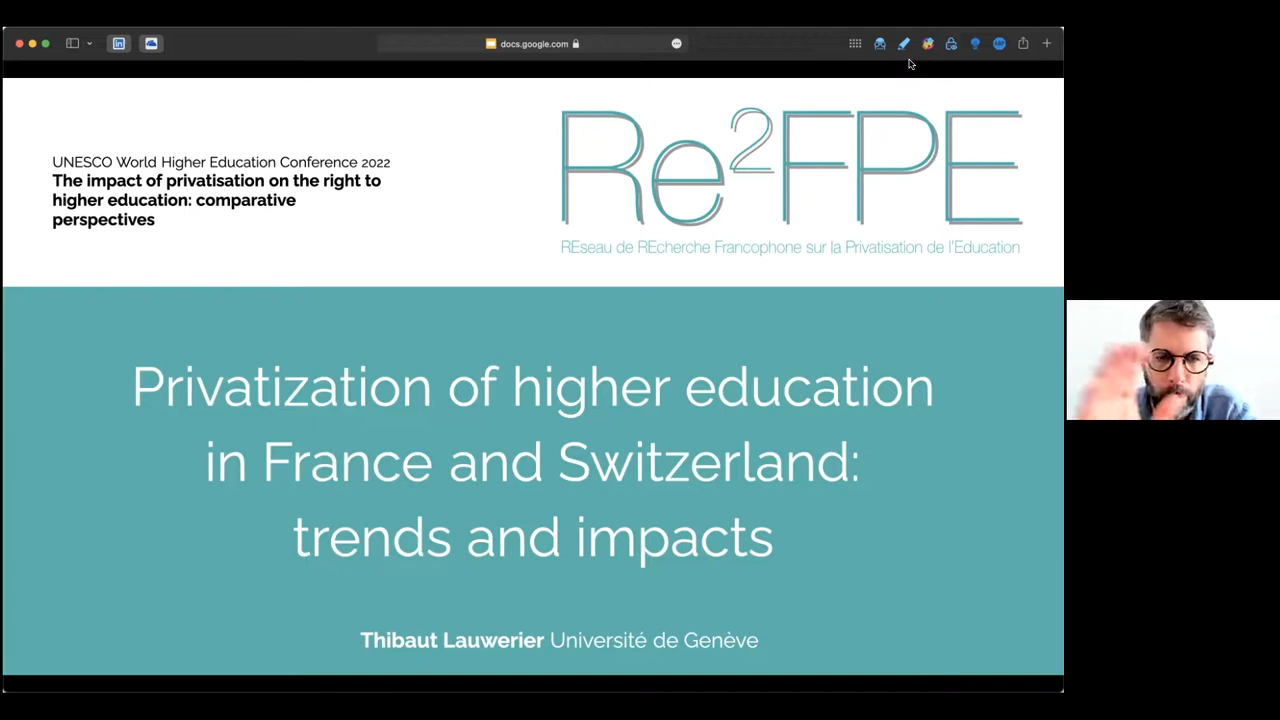 docs.google.com
UNESCO World Higher Education Conference 2022
The impact of privatisation on the right to
higher education: comparative
perspectives
Re²FPE
REseau de REcherche Francophone sur la Privatisation de l'Education
Privatization of higher education
in France and Switzerland:
trends and impacts
Thibaut Lauwerier Université de Genève